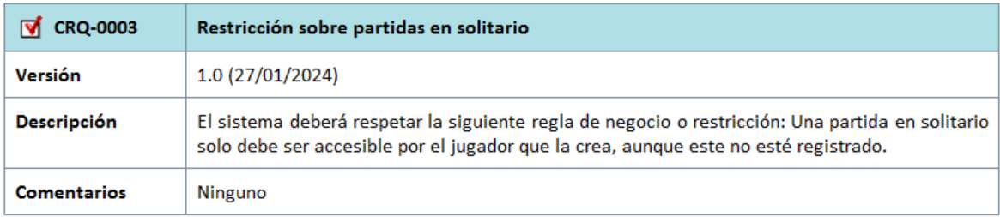 CRQ-0003 Restricción sobre partidas en solitario
Versión 1.0 (27/01/2024)
Descripción El sistema deberá respetar la siguiente regla de negocio o restricción: Una partida en solitario
solo debe ser accesible por el jugador que la crea, aunque este no esté registrado.
Comentarios Ninguno